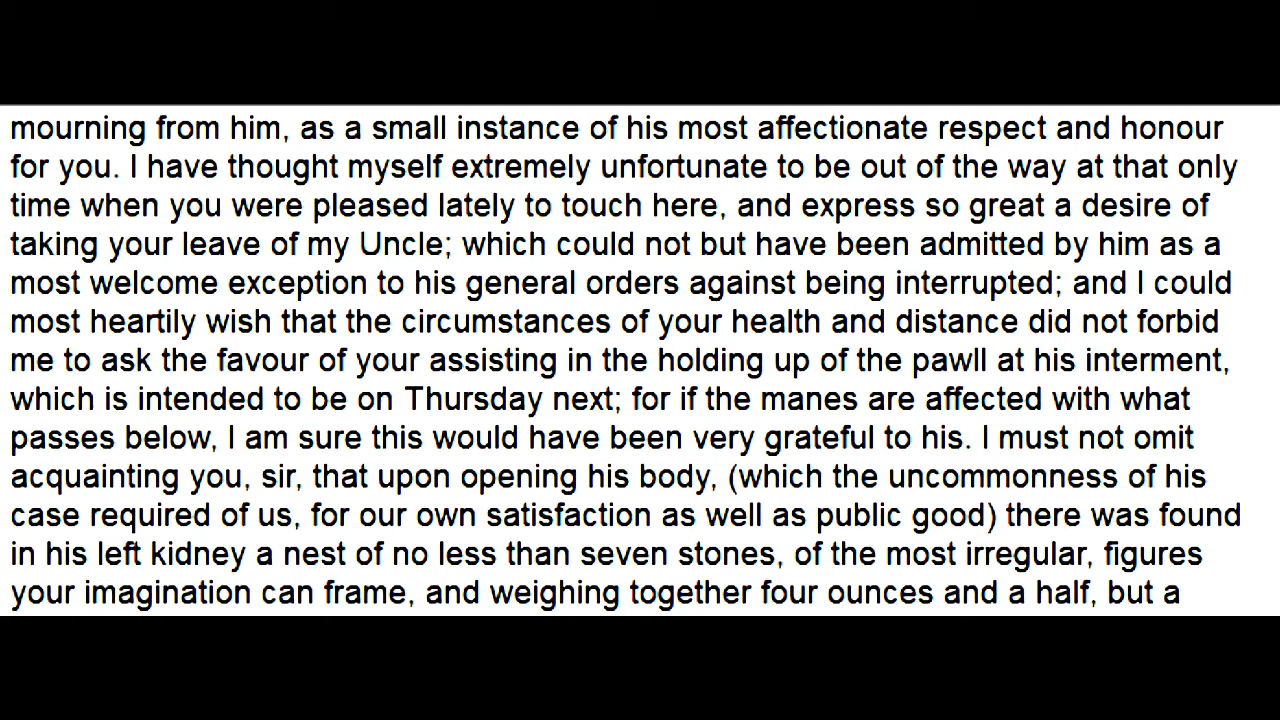 mourning from him, as a small instance of his most affectionate respect and honour
for you. I have thought myself extremely unfortunate to be out of the way at that only
time when you were pleased lately to touch here, and express so great a desire of
taking your leave of my Uncle; which could not but have been admitted by him as a
most welcome exception to his general orders against being interrupted; and I could
most heartily wish that the circumstances of your health and distance did not forbid
me to ask the favour of your assisting in the holding up of the pawll at his interment,
which is intended to be on Thursday next; for if the manes are affected with what
passes below, I am sure this would have been very grateful to his. I must not omit
acquainting you, sir, that upon opening his body, (which the uncommonness of his
case required of us, for our own satisfaction as well as public good) there was found
in his left kidney a nest of no less than seven stones, of the most irregular, figures
your imagination can frame, and weighing together four ounces and a half, but a